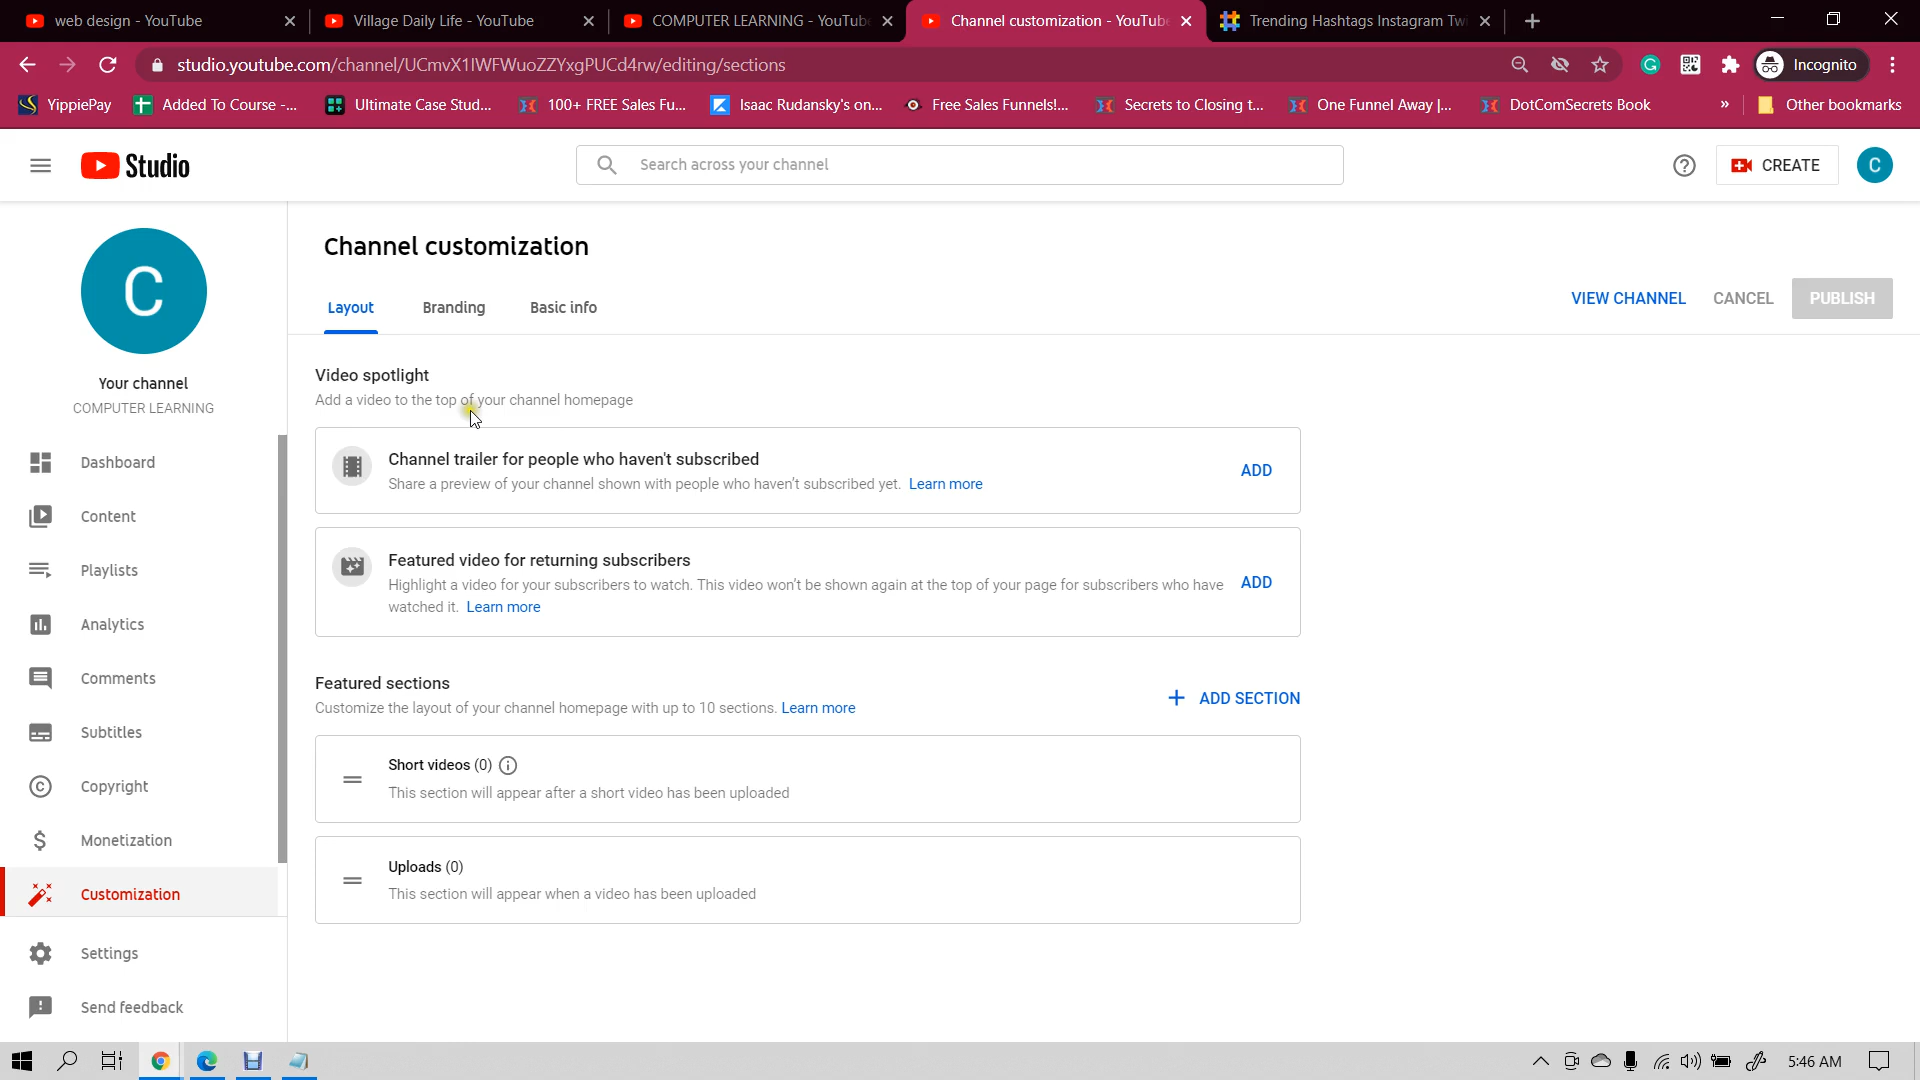 web design - YouTube
Village Daily Life - YouTube
COMPUTER LEARNING - YouTube
Channel customization - YouTube
Trending Hashtags Instagram Twi
studio.youtube.com/channel/UCmvX1IWFWuoZZYxgPUCd4rw/editing/sections
Incognito
YippiePay
Added To Course -...
Ultimate Case Stud...
100+ FREE Sales Fu...
Isaac Rudansky's on...
Free Sales Funnels!...
Secrets to Closing t...
One Funnel Away |...
DotComSecrets Book
»
Other bookmarks
Studio
Search across your channel
CREATE
C
C
Your channel
COMPUTER LEARNING
Dashboard
Content
Playlists
Analytics
Comments
Subtitles
Copyright
Monetization
Customization
Settings
Send feedback
Channel customization
Layout
Branding
Basic info
VIEW CHANNEL
CANCEL
PUBLISH
Video spotlight
Add a video to the top of your channel homepage
Channel trailer for people who haven't subscribed
Share a preview of your channel shown with people who haven't subscribed yet. Learn more
ADD
Featured video for returning subscribers
Highlight a video for your subscribers to watch. This video won't be shown again at the top of your page for subscribers who have
watched it. Learn more
ADD
Featured sections
Customize the layout of your channel homepage with up to 10 sections. Learn more
+ ADD SECTION
Short videos (0)
This section will appear after a short video has been uploaded
Uploads (0)
This section will appear when a video has been uploaded
5:46 AM